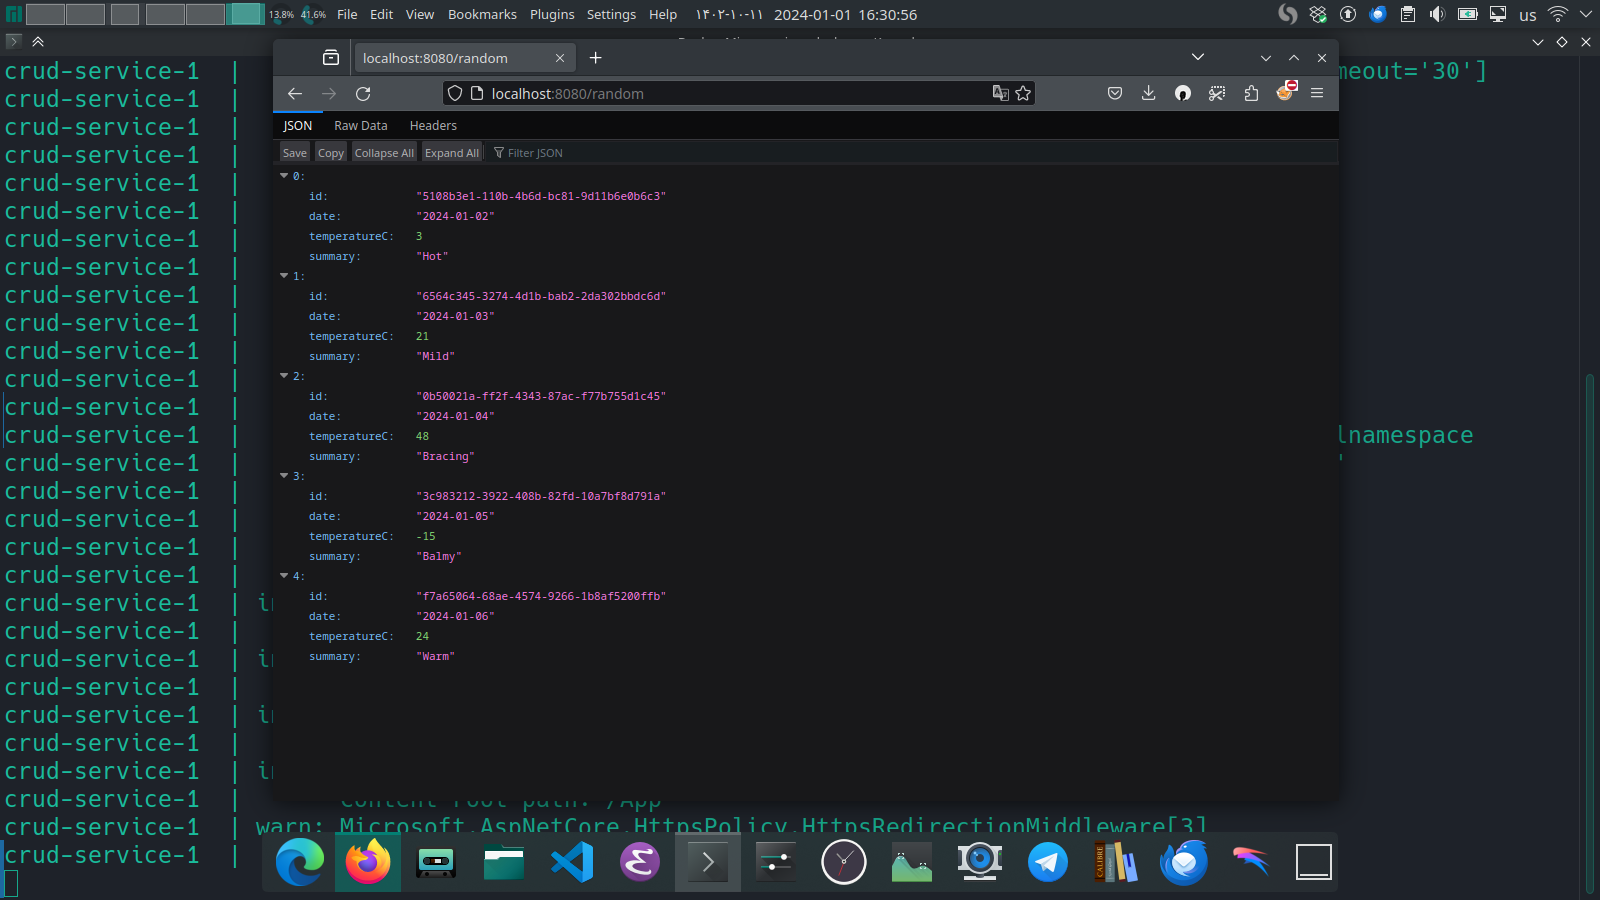 13.8% 41.6% File Edit View Bookmarks Plugins Settings Help ۱۴۰۲-۱۰-۱۱ 2024-01-01 16:30:56 us
localhost:8080/random
localhost:8080/random
JSON Raw Data Headers
Save Copy Collapse All Expand All Filter JSON
0:
id: "5108b3e1-110b-4b6d-bc81-9d11b6e0b6c3"
date: "2024-01-02"
temperatureC: 3
summary: "Hot"
1:
id: "6564c345-3274-4d1b-bab2-2da302bbdc6d"
date: "2024-01-03"
temperatureC: 21
summary: "Mild"
2:
id: "0b50021a-ff2f-4343-87ac-f77b755d1c45"
date: "2024-01-04"
temperatureC: 48
summary: "Bracing"
3:
id: "3c983212-3922-408b-82fd-10a7bf8d791a"
date: "2024-01-05"
temperatureC: -15
summary: "Balmy"
4:
id: "f7a65064-68ae-4574-9266-1b8af5200ffb"
date: "2024-01-06"
temperatureC: 24
summary: "Warm"
crud-service-1 | meout='30']
crud-service-1 |
crud-service-1 |
crud-service-1 |
crud-service-1 |
crud-service-1 |
crud-service-1 |
crud-service-1 |
crud-service-1 |
crud-service-1 |
crud-service-1 |
crud-service-1 |
crud-service-1 |
crud-service-1 | lnamespace
crud-service-1 | '
crud-service-1 |
crud-service-1 |
crud-service-1 |
crud-service-1 |
crud-service-1 | in
crud-service-1 |
crud-service-1 | in
crud-service-1 |
crud-service-1 | in
crud-service-1 |
crud-service-1 | in
crud-service-1 | Content root path: /App
crud-service-1 | warn: Microsoft.AspNetCore.HttpsPolicy.HttpsRedirectionMiddleware[3]
crud-service-1 |
CALIBRE